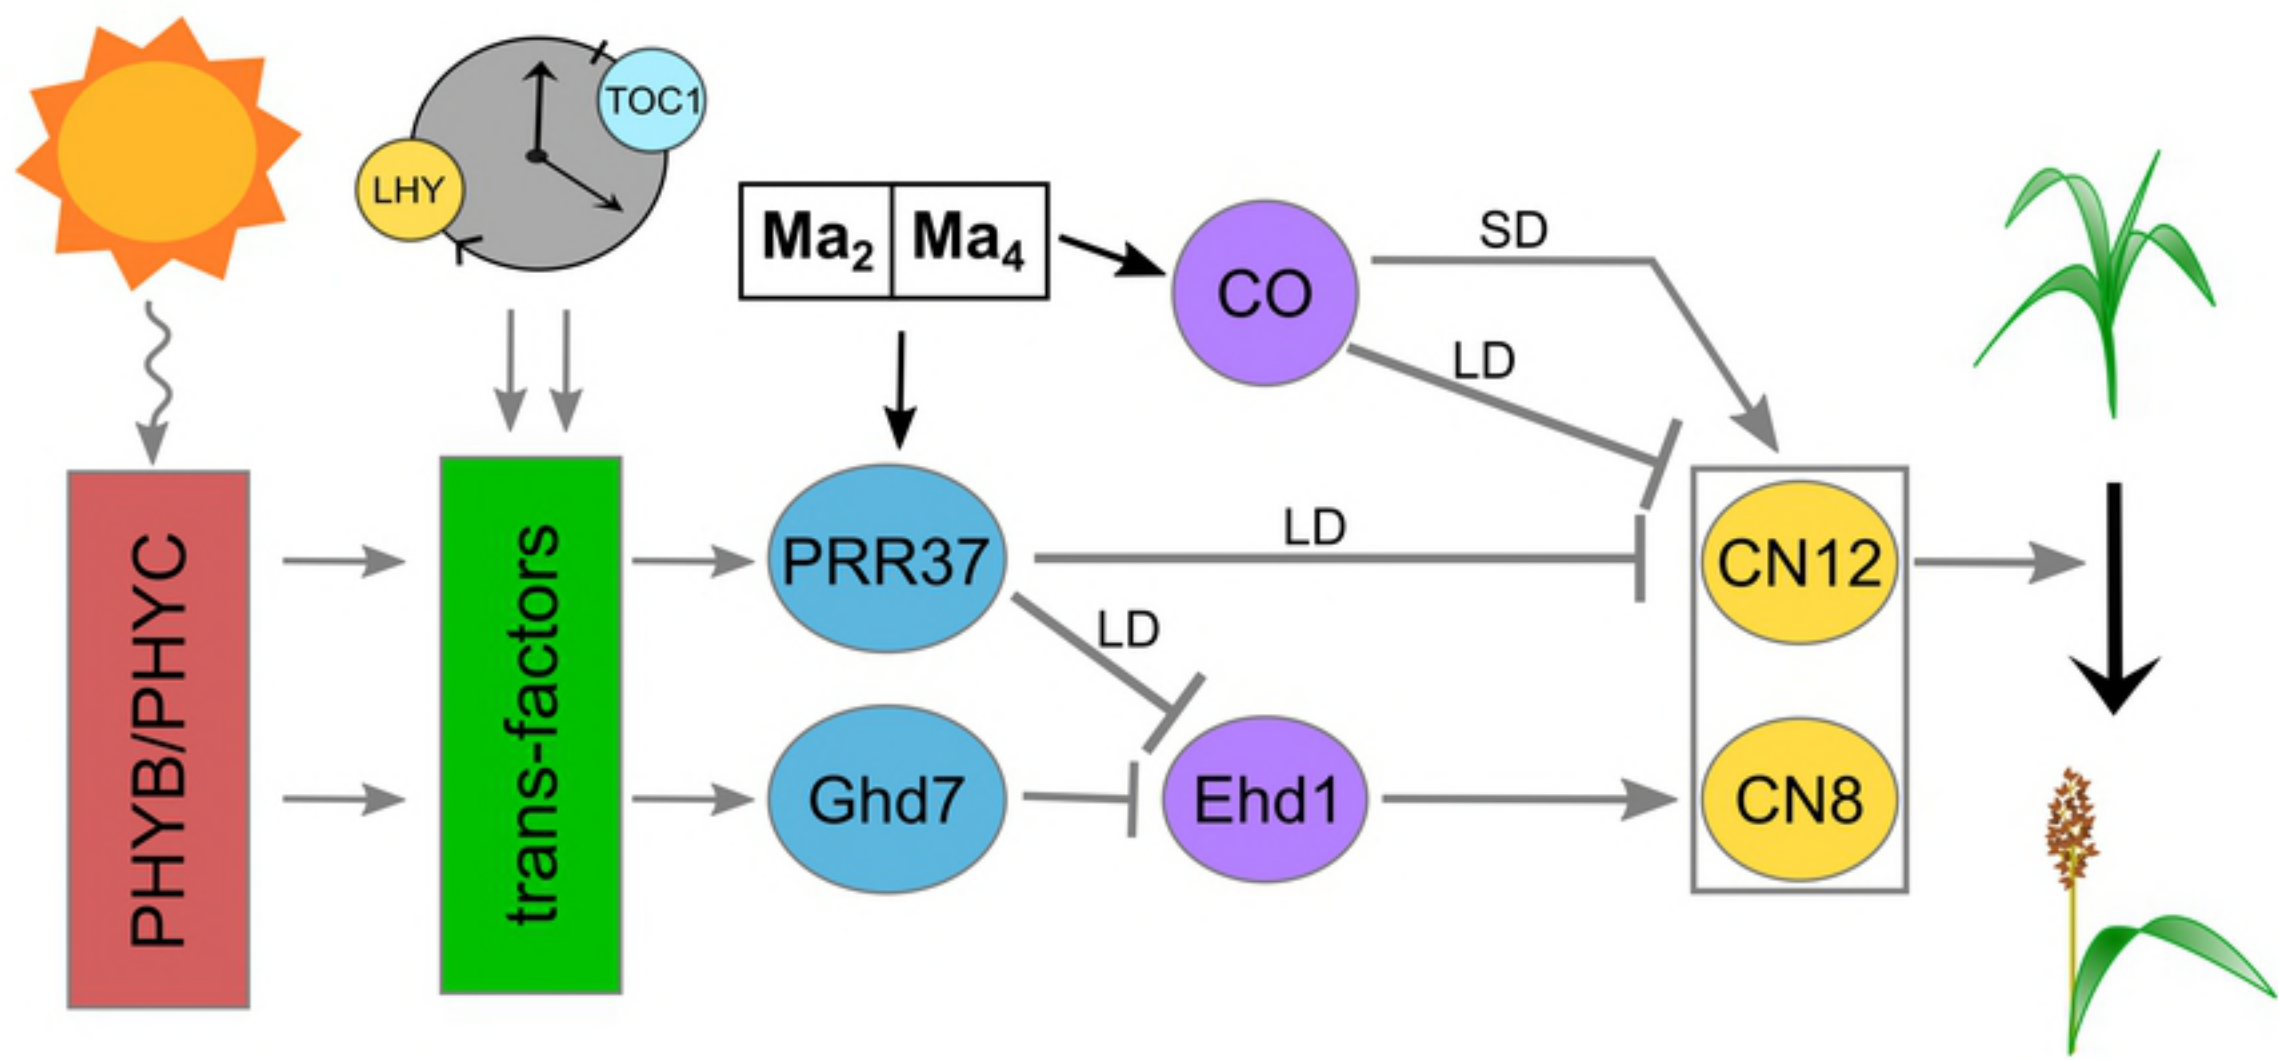 TOC1
LHY
Ma2 Ma4
CO
SD
LD
PHYB/PHYC
trans-factors
PRR37
LD
CN12
LD
Ghd7
Ehd1
CN8